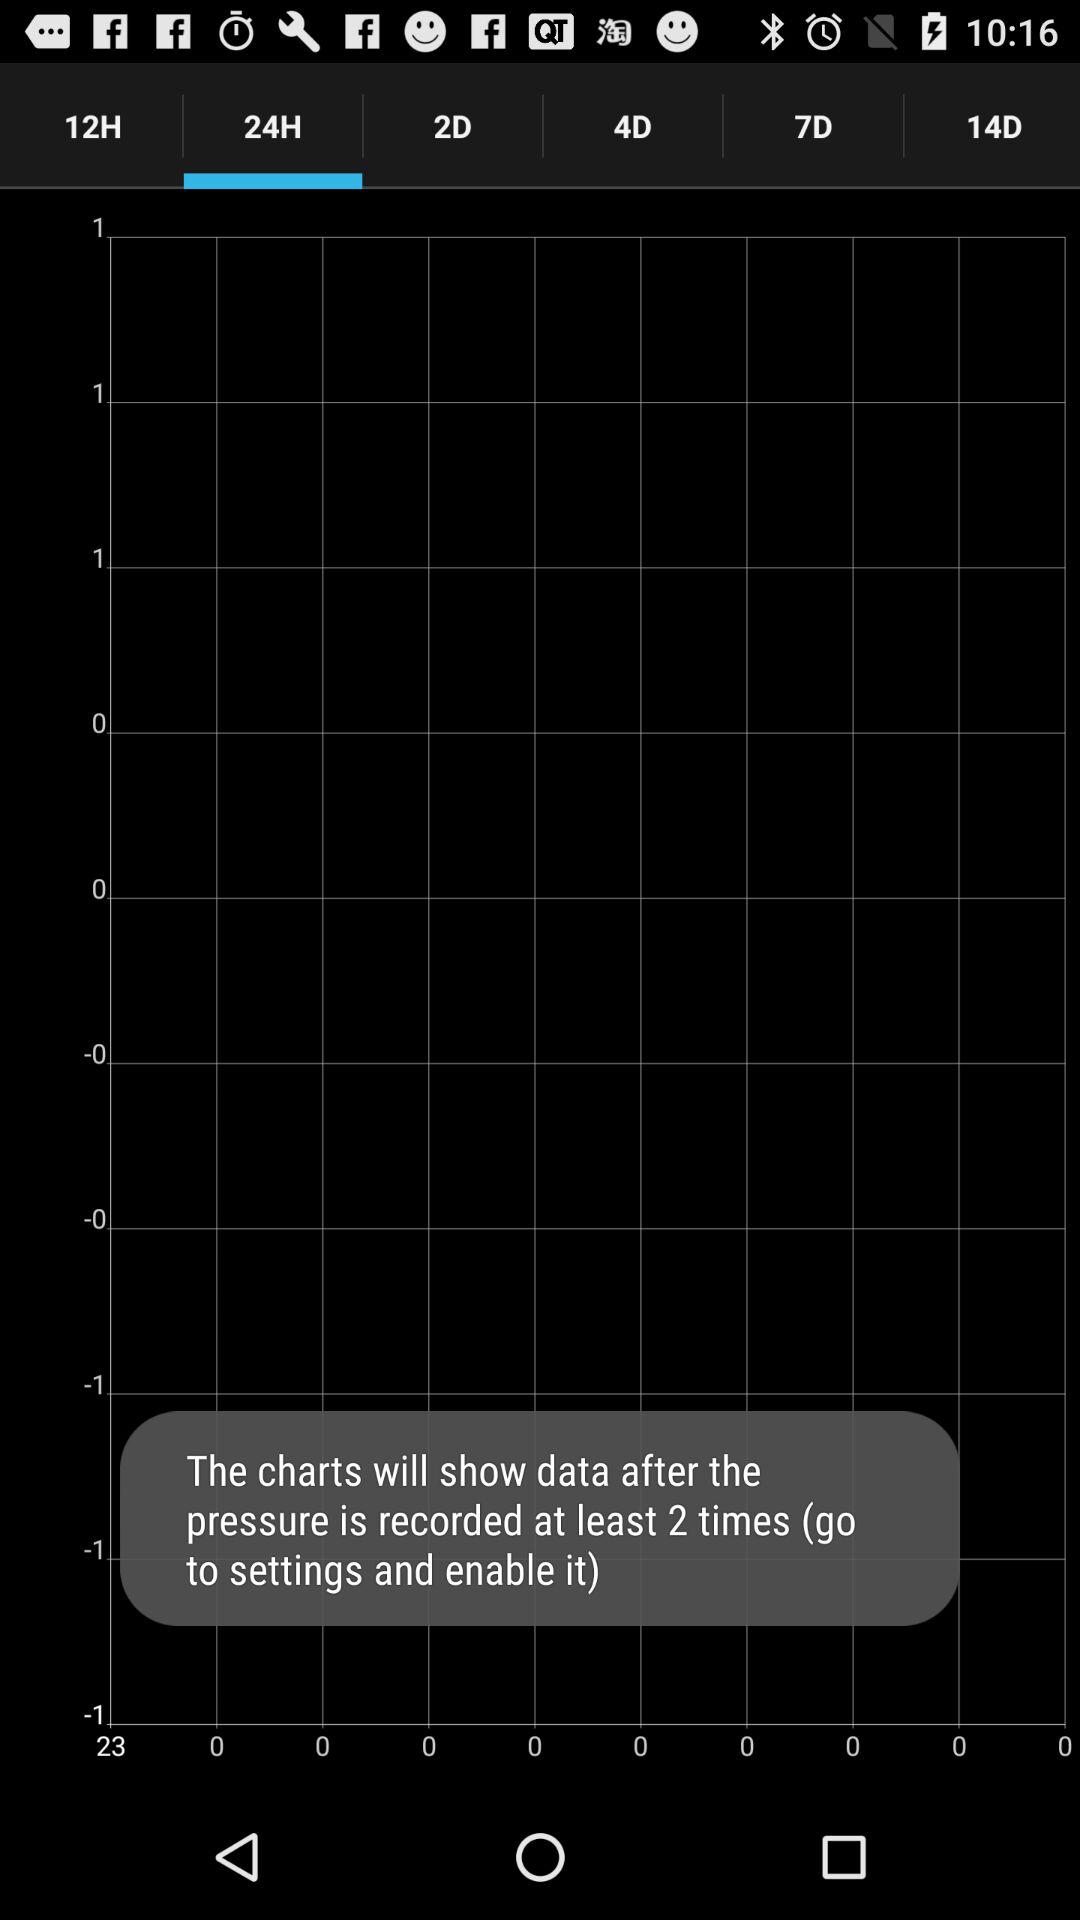 QT 淘 10:16
12H 24H 2D 4D 7D 14D
1
1
1
0
0
-0
-0
-1
The charts will show data after the
pressure is recorded at least 2 times (go
to settings and enable it)
-1
-1
23 0 0 0 0 0 0 0 0 0